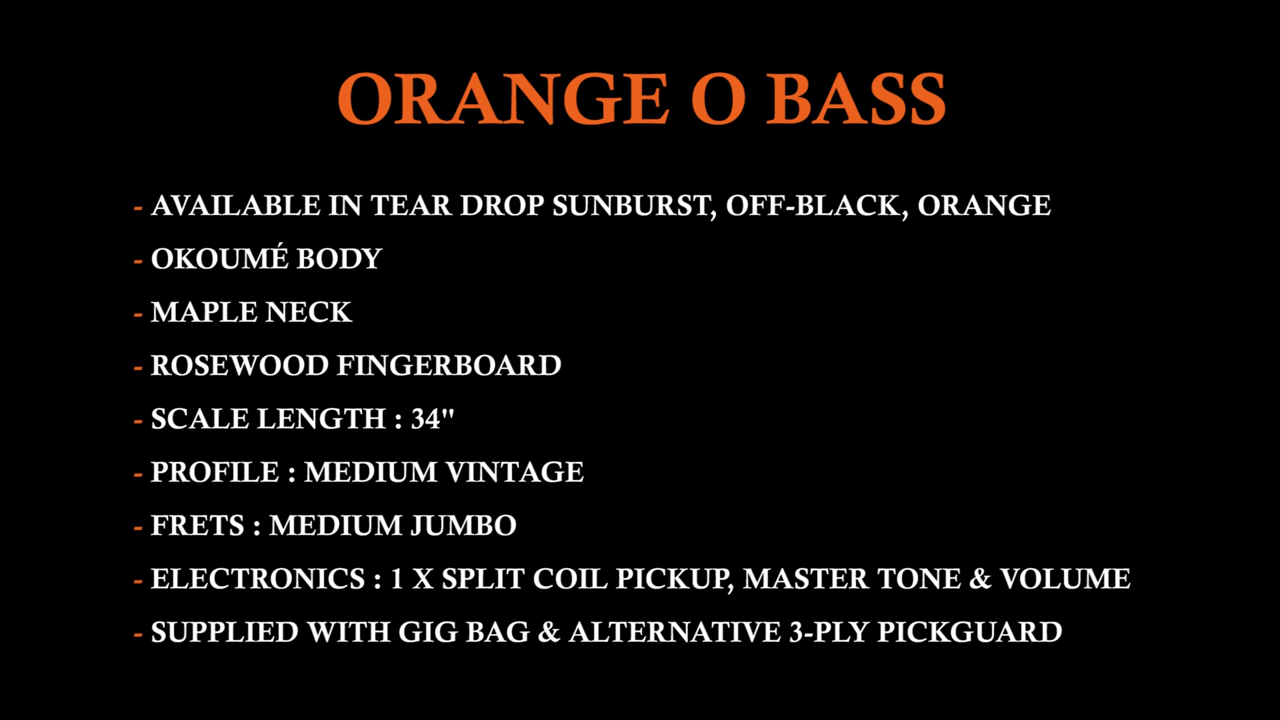 ORANGE O BASS
- AVAILABLE IN TEAR DROP SUNBURST, OFF-BLACK, ORANGE
- OKOUMÉ BODY
- MAPLE NECK
- ROSEWOOD FINGERBOARD
- SCALE LENGTH : 34"
- PROFILE : MEDIUM VINTAGE
- FRETS : MEDIUM JUMBO
- ELECTRONICS : 1 X SPLIT COIL PICKUP, MASTER TONE & VOLUME
- SUPPLIED WITH GIG BAG & ALTERNATIVE 3-PLY PICKGUARD